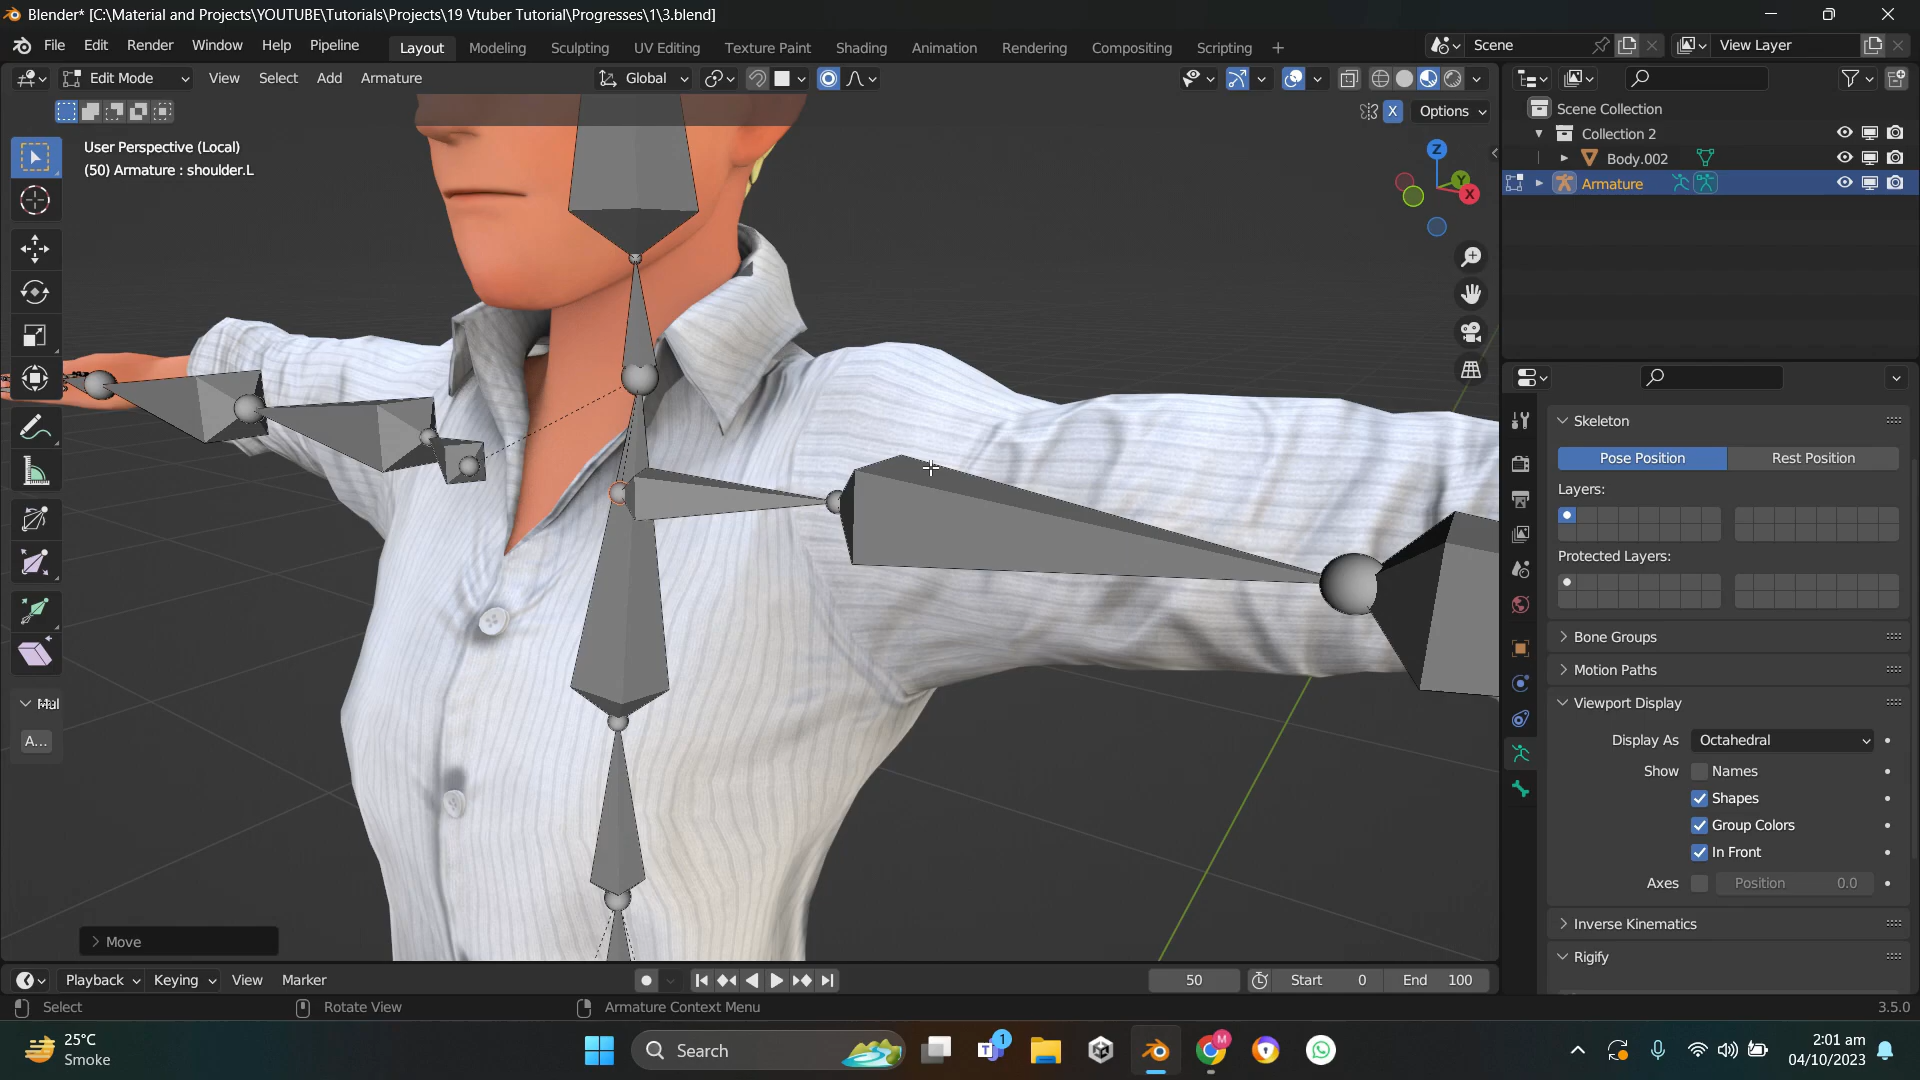 Blender* [C:\Material and Projects\YOUTUBE\Tutorials\Projects\19 Vtuber Tutorial\Progresses\1\3.blend]
File Edit Render Window Help Pipeline Layout Modeling Sculpting UV Editing Texture Paint Shading Animation Rendering Compositing Scripting + Scene View Layer
Edit Mode View Select Add Armature Global
X Options
User Perspective (Local)
(50) Armature : shoulder.L
Z
Y
X
Scene Collection
Collection 2
Body.002
Armature
Skeleton
Pose Position Rest Position
Layers:
Protected Layers:
Bone Groups
Motion Paths
Viewport Display
Display As Octahedral
Show Names
Shapes
Group Colors
In Front
Axes Position 0.0
Inverse Kinematics
Rigify
A...
Move
Playback Keying View Marker 50 Start 0 End 100
Select Rotate View Armature Context Menu 3.5.0
25°C
Smoke
Search
1
M
2:01 am
04/10/2023